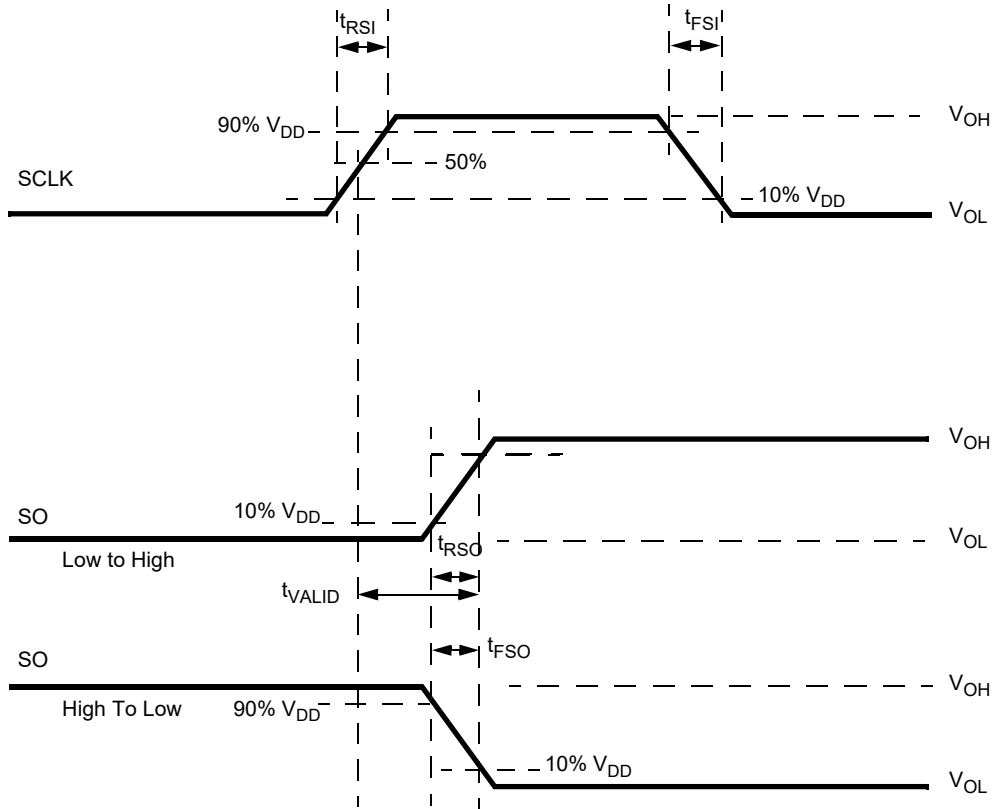 tRSI
tFSI
90% VDD
VOH
50%
SCLK
10% VDD
VOL
VOH
10% VDD
SO
tRSO
VOL
Low to High
tVALID
tFSO
SO
VOH
High To Low
90% VDD
10% VDD
VOL